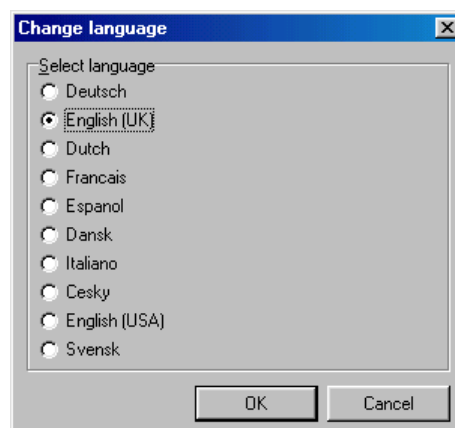 Change language
Select language
Deutsch
English (UK)
Dutch
Francais
Espanol
Dansk
Italiano
Cesky
English (USA)
Svensk
OK
Cancel